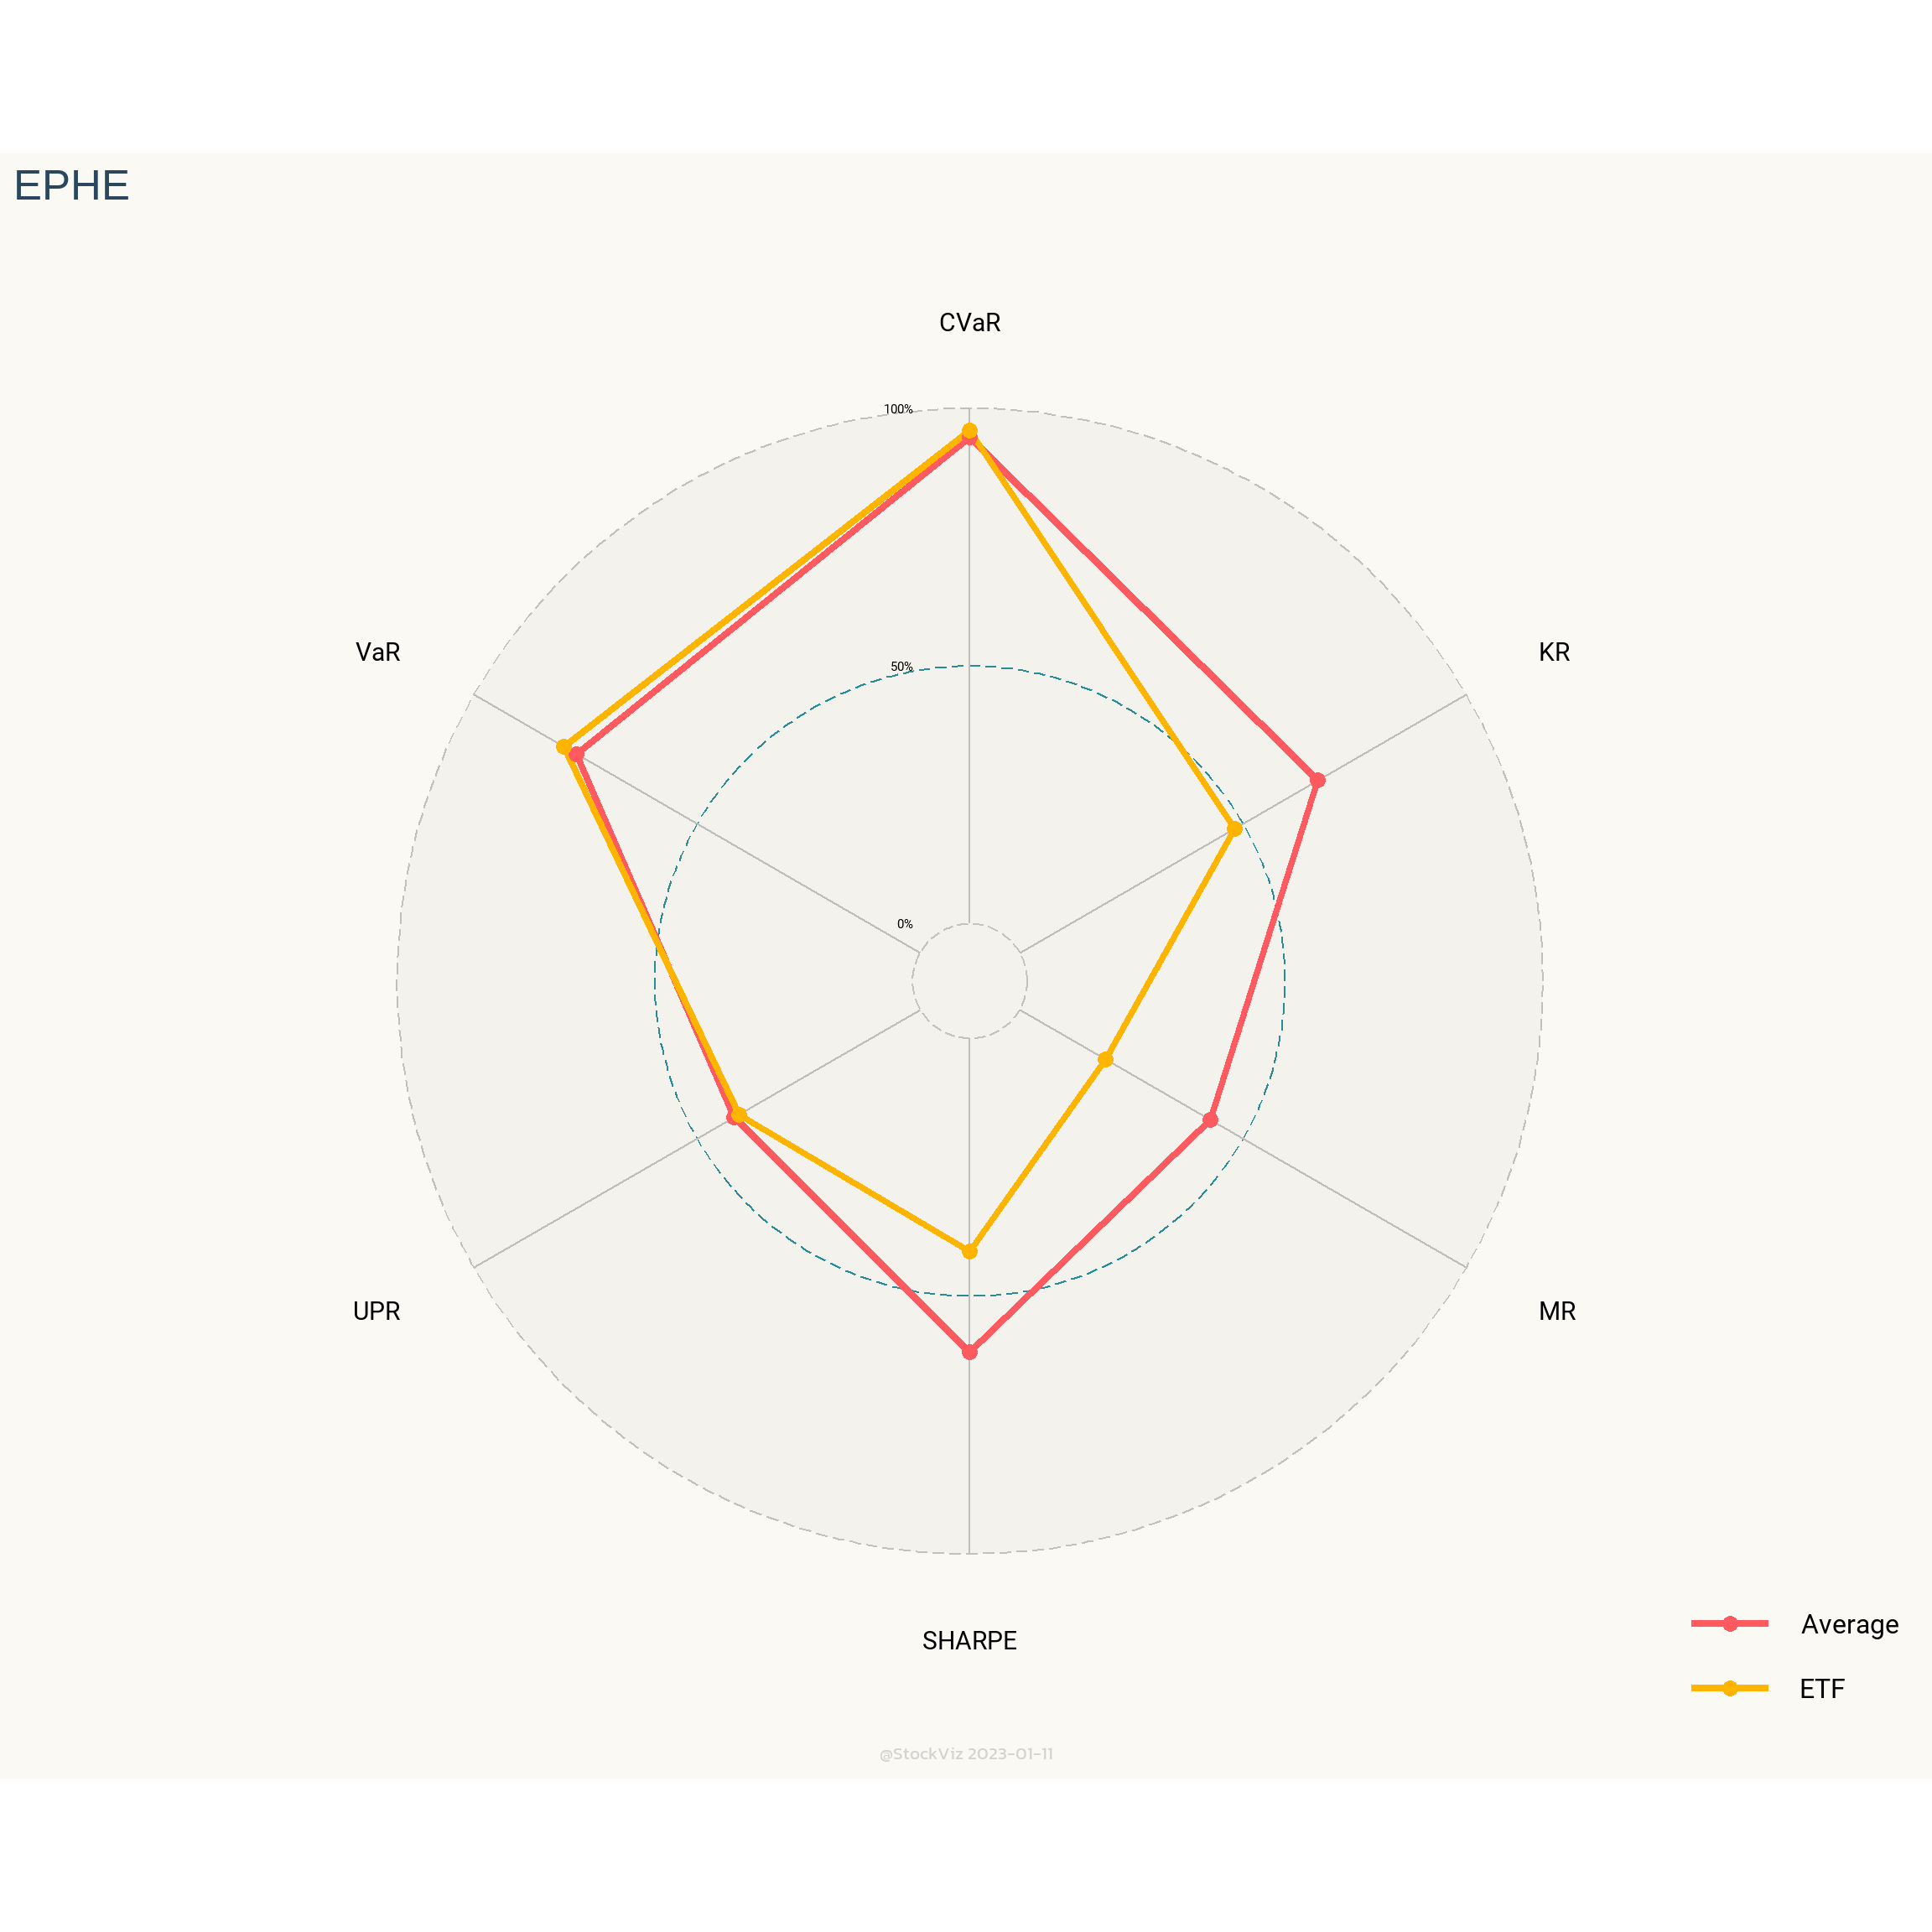 EPHE
CVaR
100%
VaR
KR
50%
0%
UPR
MR
SHARPE
Average
ETF
@StockViz 2023-01-11